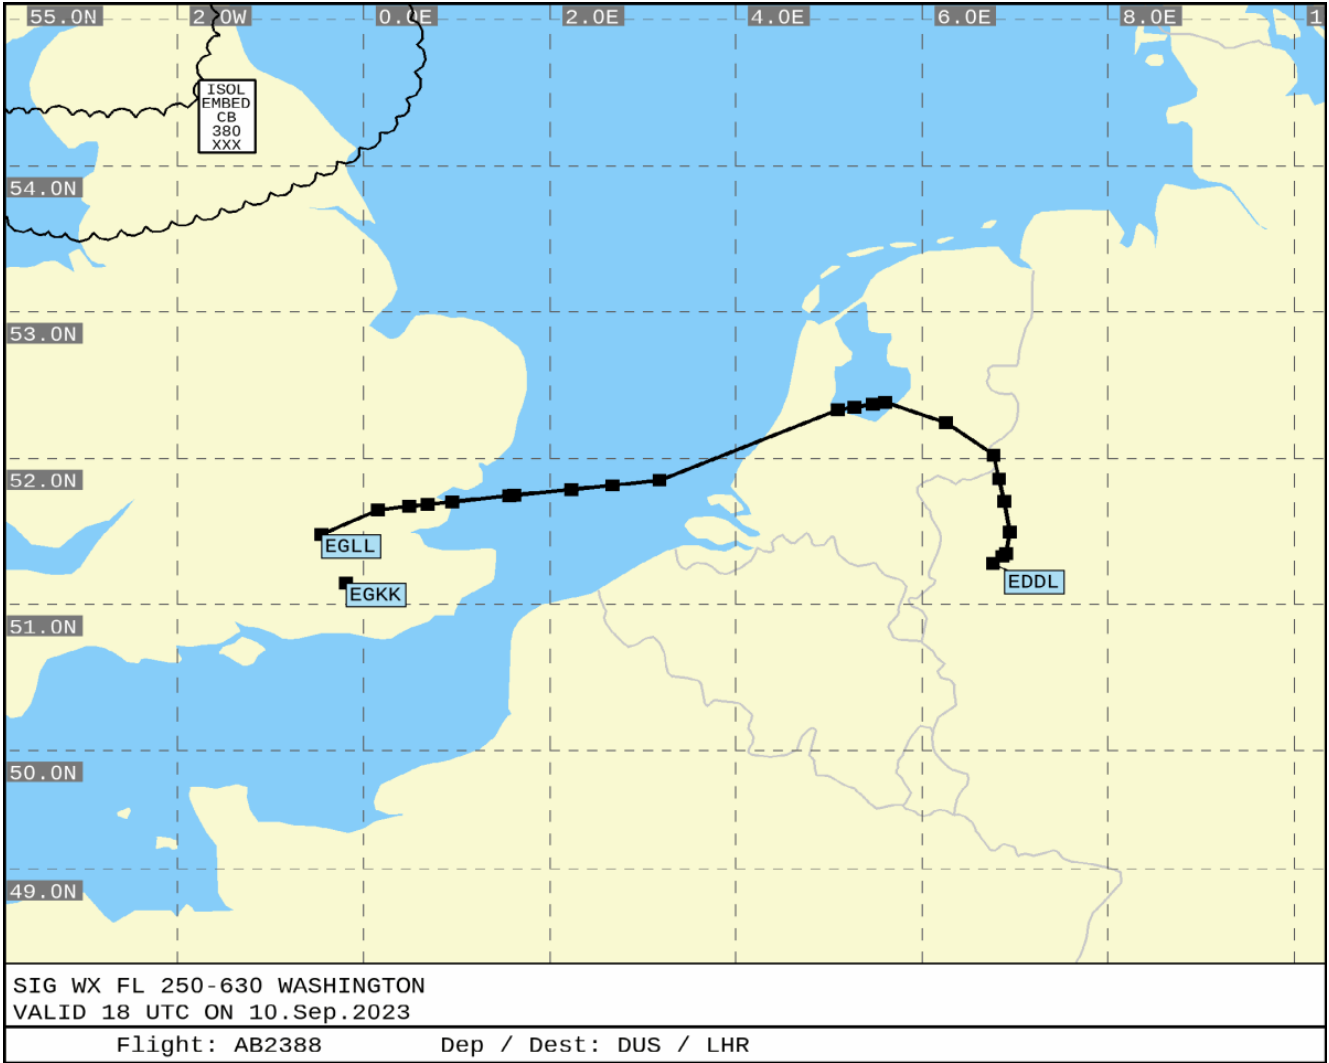 55.0N 2.0W 0.0E 2.0E 4.0E 6.0E 8.0E 1
ISOL
EMBED
CB
380
XXX
54.0N
53.0N
52.0N
EGLL
EGKK
EDDL
51.0N
50.0N
49.0N
SIG WX FL 250-630 WASHINGTON
VALID 18 UTC ON 10.Sep.2023
Flight: AB2388 Dep / Dest: DUS / LHR